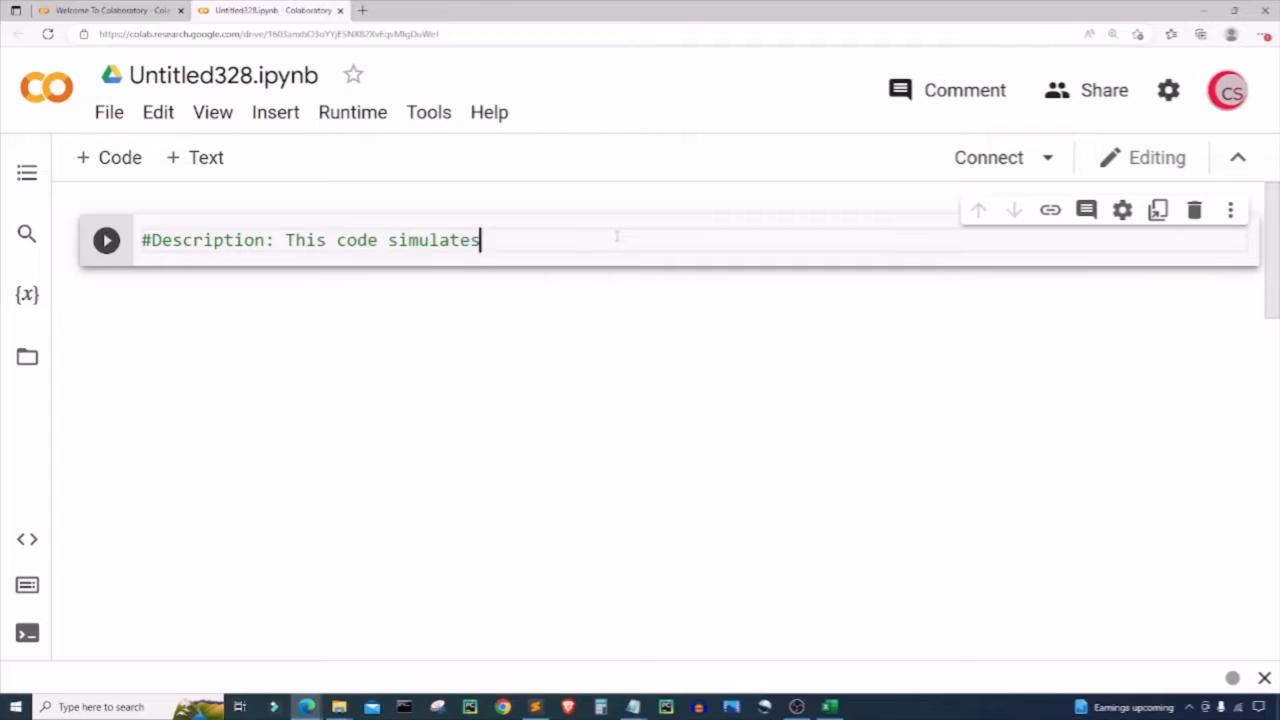 Welcome To Colaboratory - Cola
Untitled328.ipynb - Colaboratory
Untitled328.ipynb
File Edit View Insert Runtime Tools Help
Comment
Share
CS
+ Code + Text
Connect
Editing
#Description: This code simulates
{x}
Type here to search
Earnings upcoming